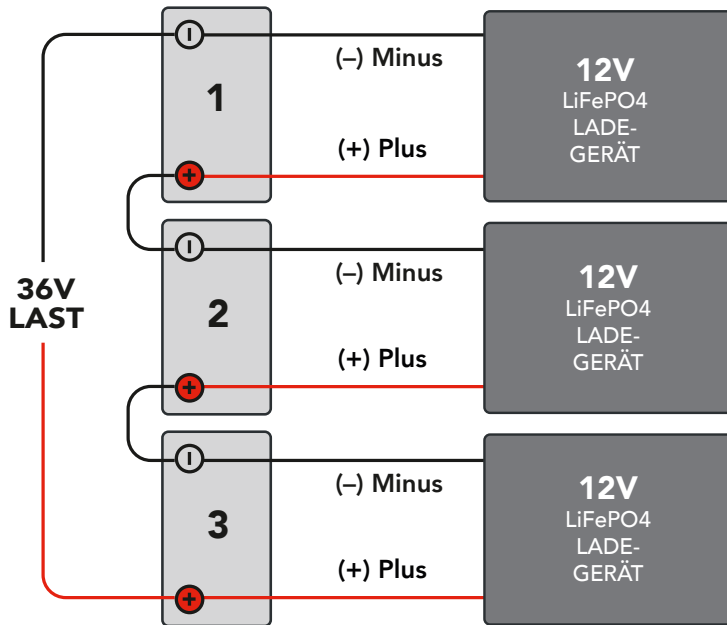 1
(–) Minus
(+) Plus
12V
LiFePO4
LADE-
GERÄT
36V
LAST
2
(–) Minus
(+) Plus
12V
LiFePO4
LADE-
GERÄT
3
(–) Minus
(+) Plus
12V
LiFePO4
LADE-
GERÄT